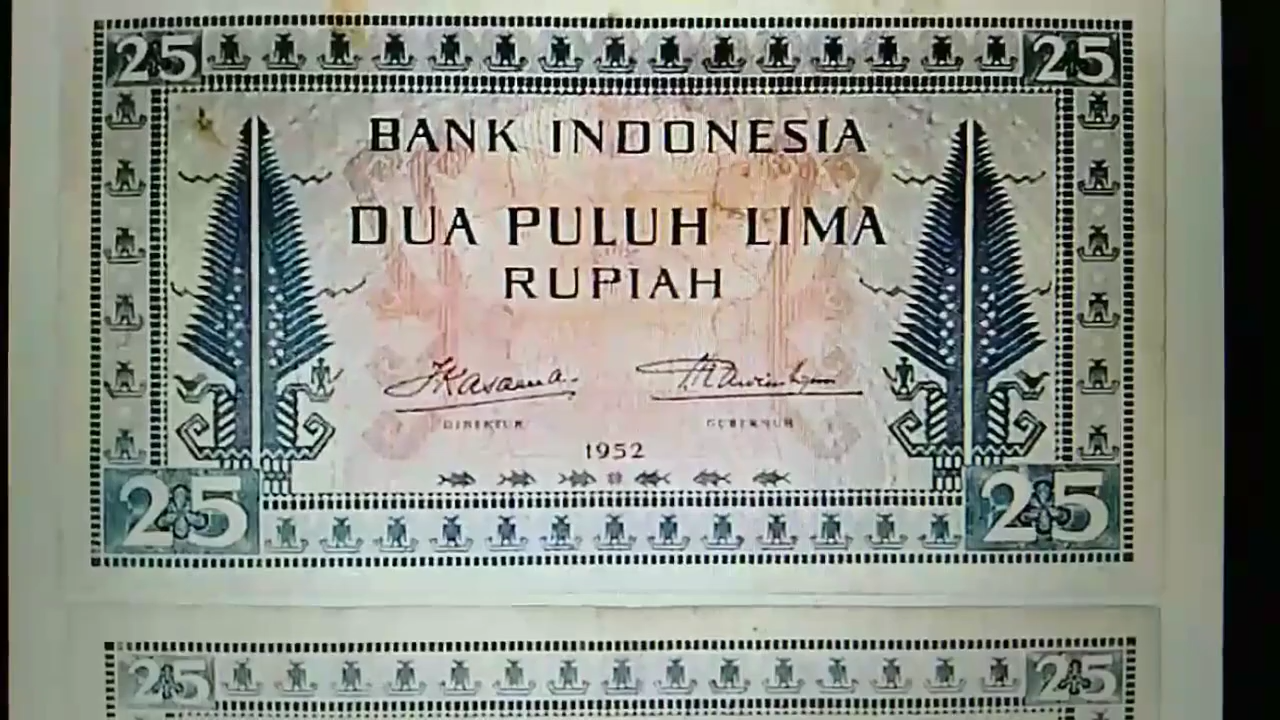 25 25
BANK INDONESIA
DUA PULUH LIMA
RUPIAH
DIREKTUR GUBERNUR
1952
25 25
25 25